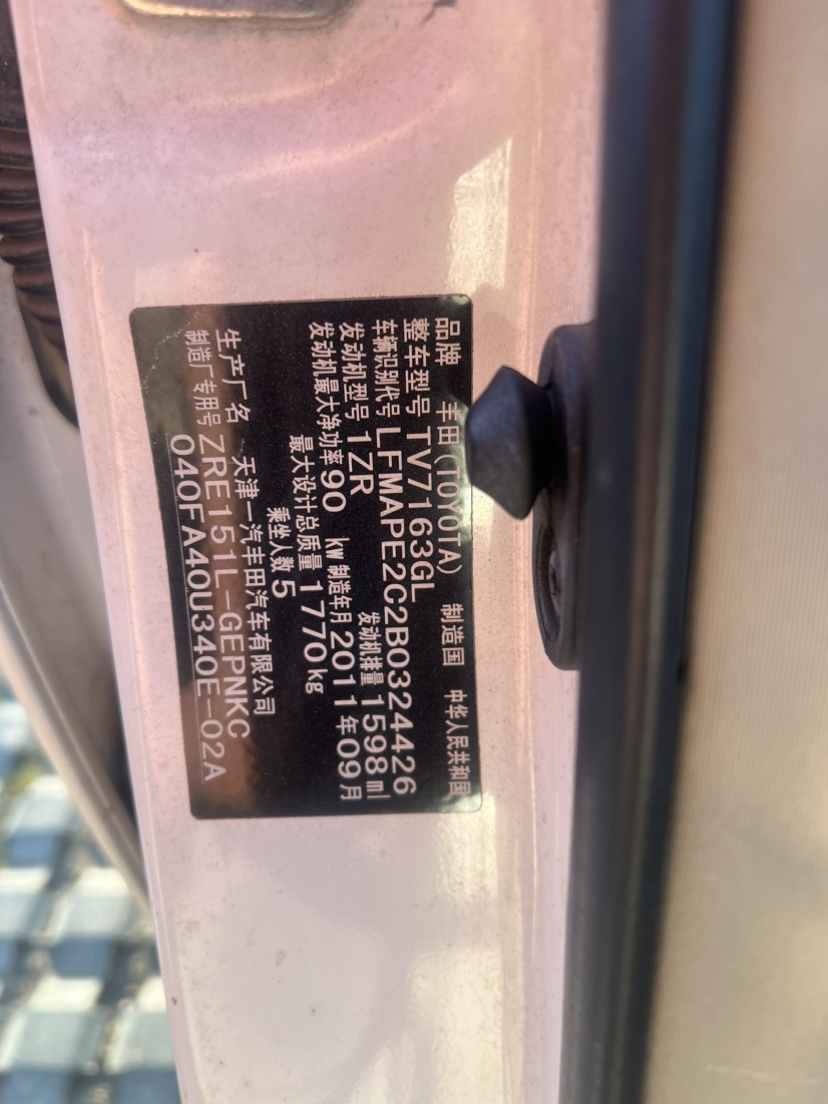 品牌 丰田(TOYOTA) 制造国 中华人民共和国
整车型号 TV7163GL
车辆识别代号 LFMAPE2C2B0324426
发动机型号 1ZR 发动机排量 1598 ml
发动机最大净功率 90 kw 制造年月 2011年09月
最大设计总质量 1770kg
乘坐人数 5
生产厂名 天津一汽丰田汽车有限公司
制造厂专用号 ZRE151L-GEPNKC
040FA40U340E-02A